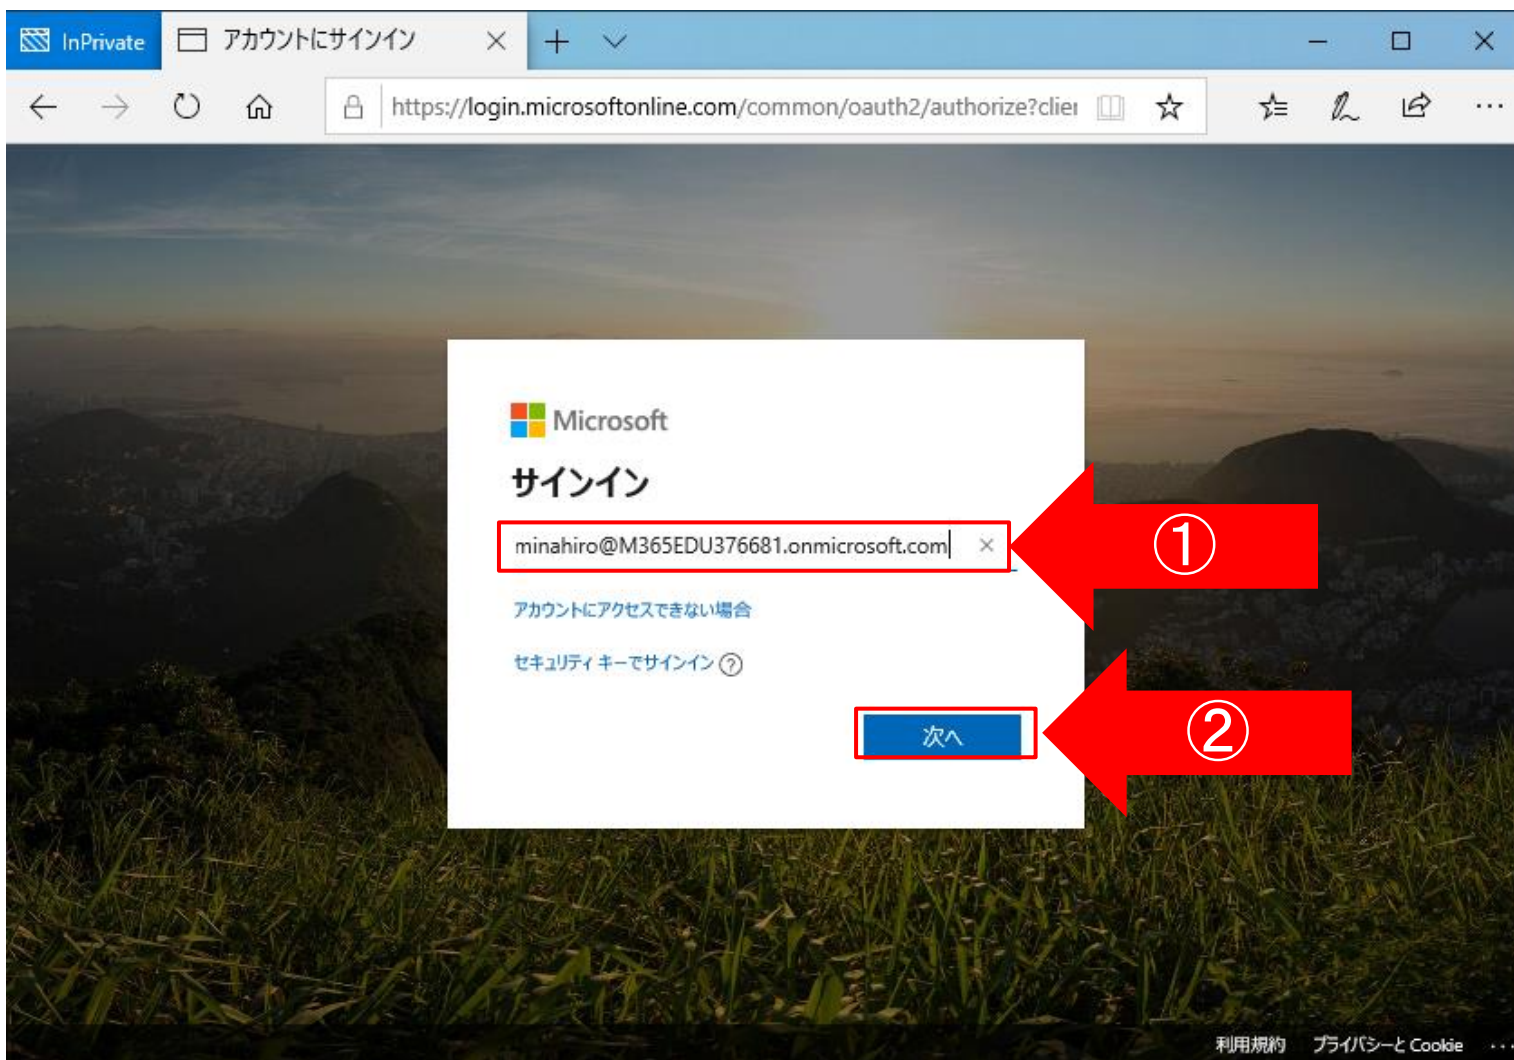 InPrivate アカウントにサインイン
https://login.microsoftonline.com/common/oauth2/authorize?clier
Microsoft
サインイン
minahiro@M365EDU376681.onmicrosoft.com
①
アカウントにアクセスできない場合
セキュリティ キーでサインイン
次へ
②
利用規約 プライバシーと Cookie ...